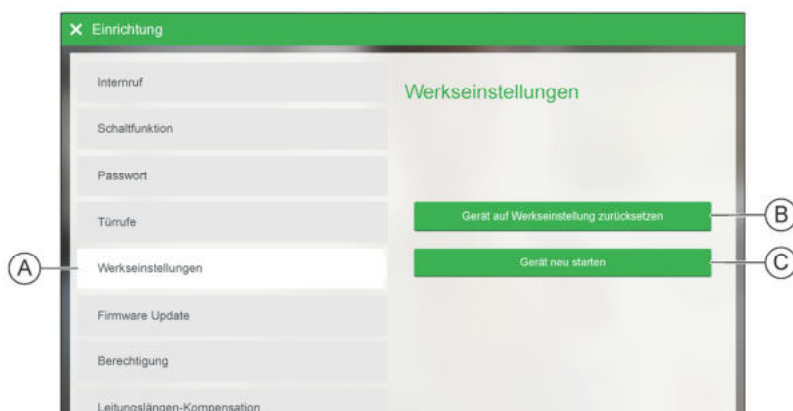 Einrichtung
Internruf
Schaltfunktion
Passwort
Türrufe
Werkseinstellungen
Firmware Update
Berechtigung
Leitungslängen-Kompensation
Werkseinstellungen
Gerät auf Werkseinstellung zurücksetzen
Gerät neu starten
A
B
C